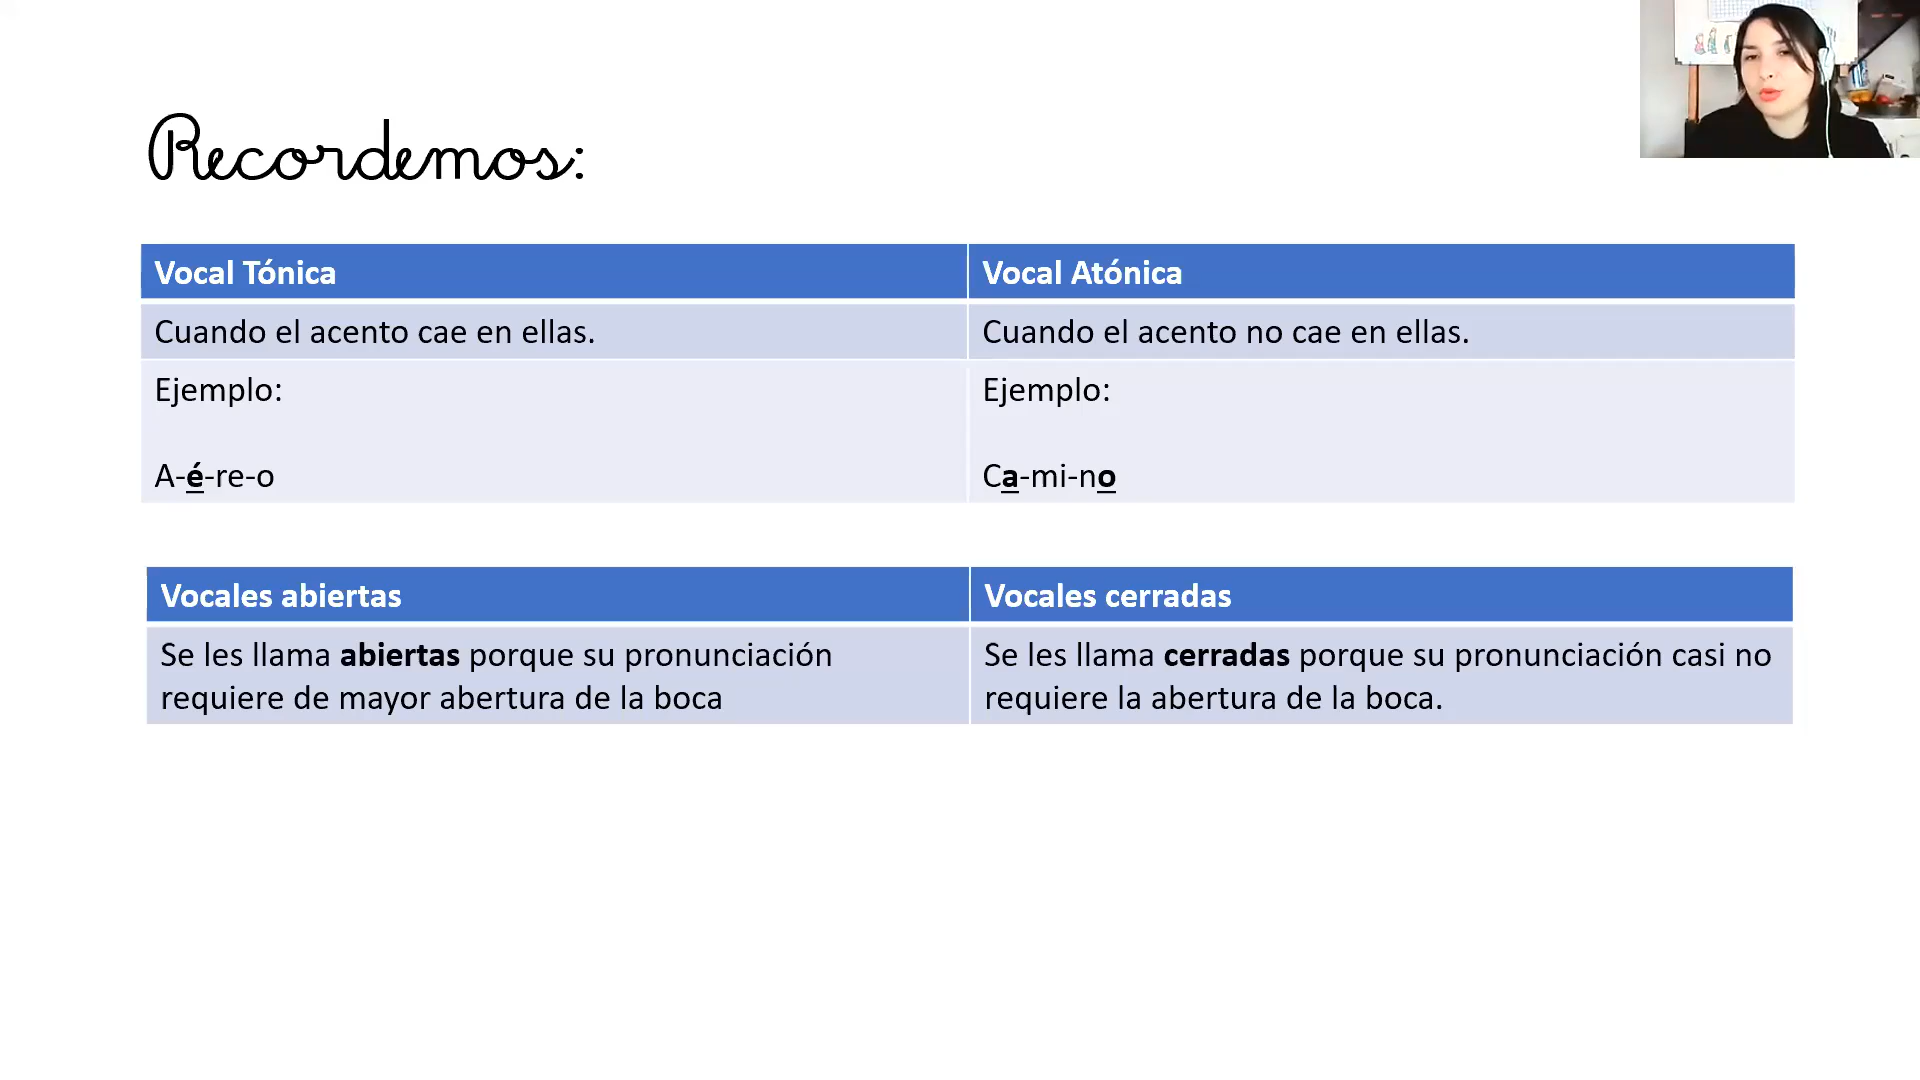 Recordemos:
Vocal Tónica
Vocal Atónica
Cuando el acento cae en ellas.
Cuando el acento no cae en ellas.
Ejemplo:
A-é-re-o
Ejemplo:
Ca-mi-no
Vocales abiertas
Vocales cerradas
Se les llama abiertas porque su pronunciación
requiere de mayor abertura de la boca
Se les llama cerradas porque su pronunciación casi no
requiere la abertura de la boca.